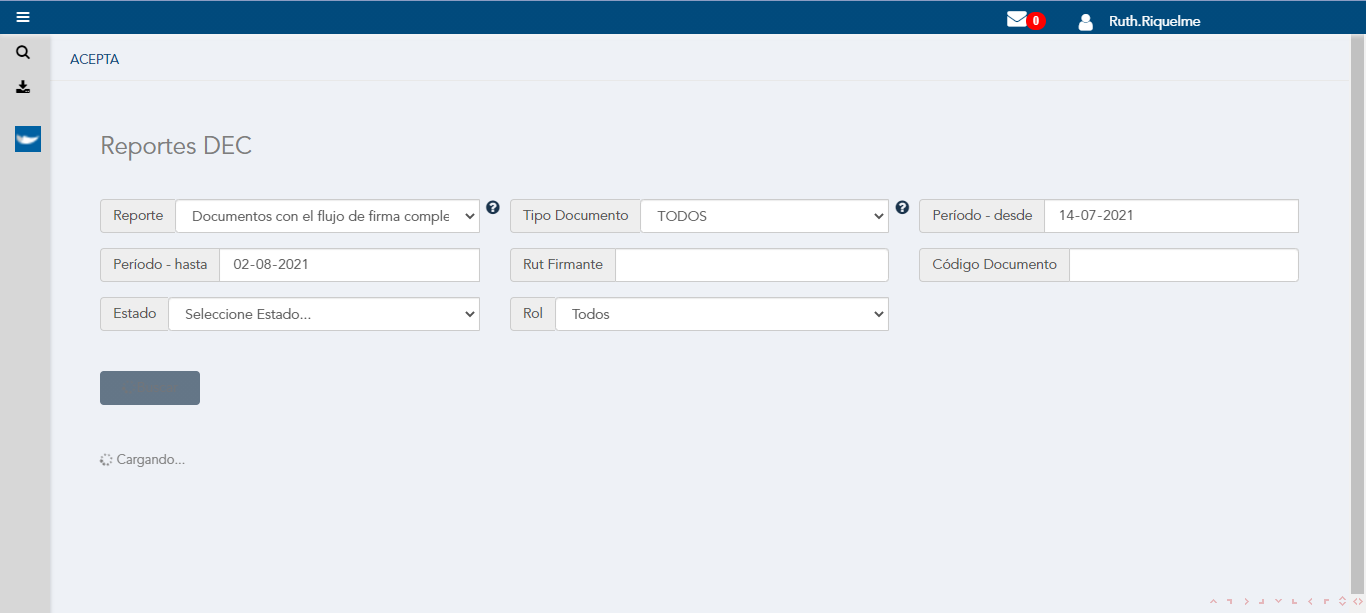 0 Ruth.Riquelme
ACEPTA
Reportes DEC
Reporte Documentos con el flujo de firma comple Tipo Documento TODOS Período - desde 14-07-2021
Período - hasta 02-08-2021 Rut Firmante Código Documento
Estado Seleccione Estado... Rol Todos
Cargando...